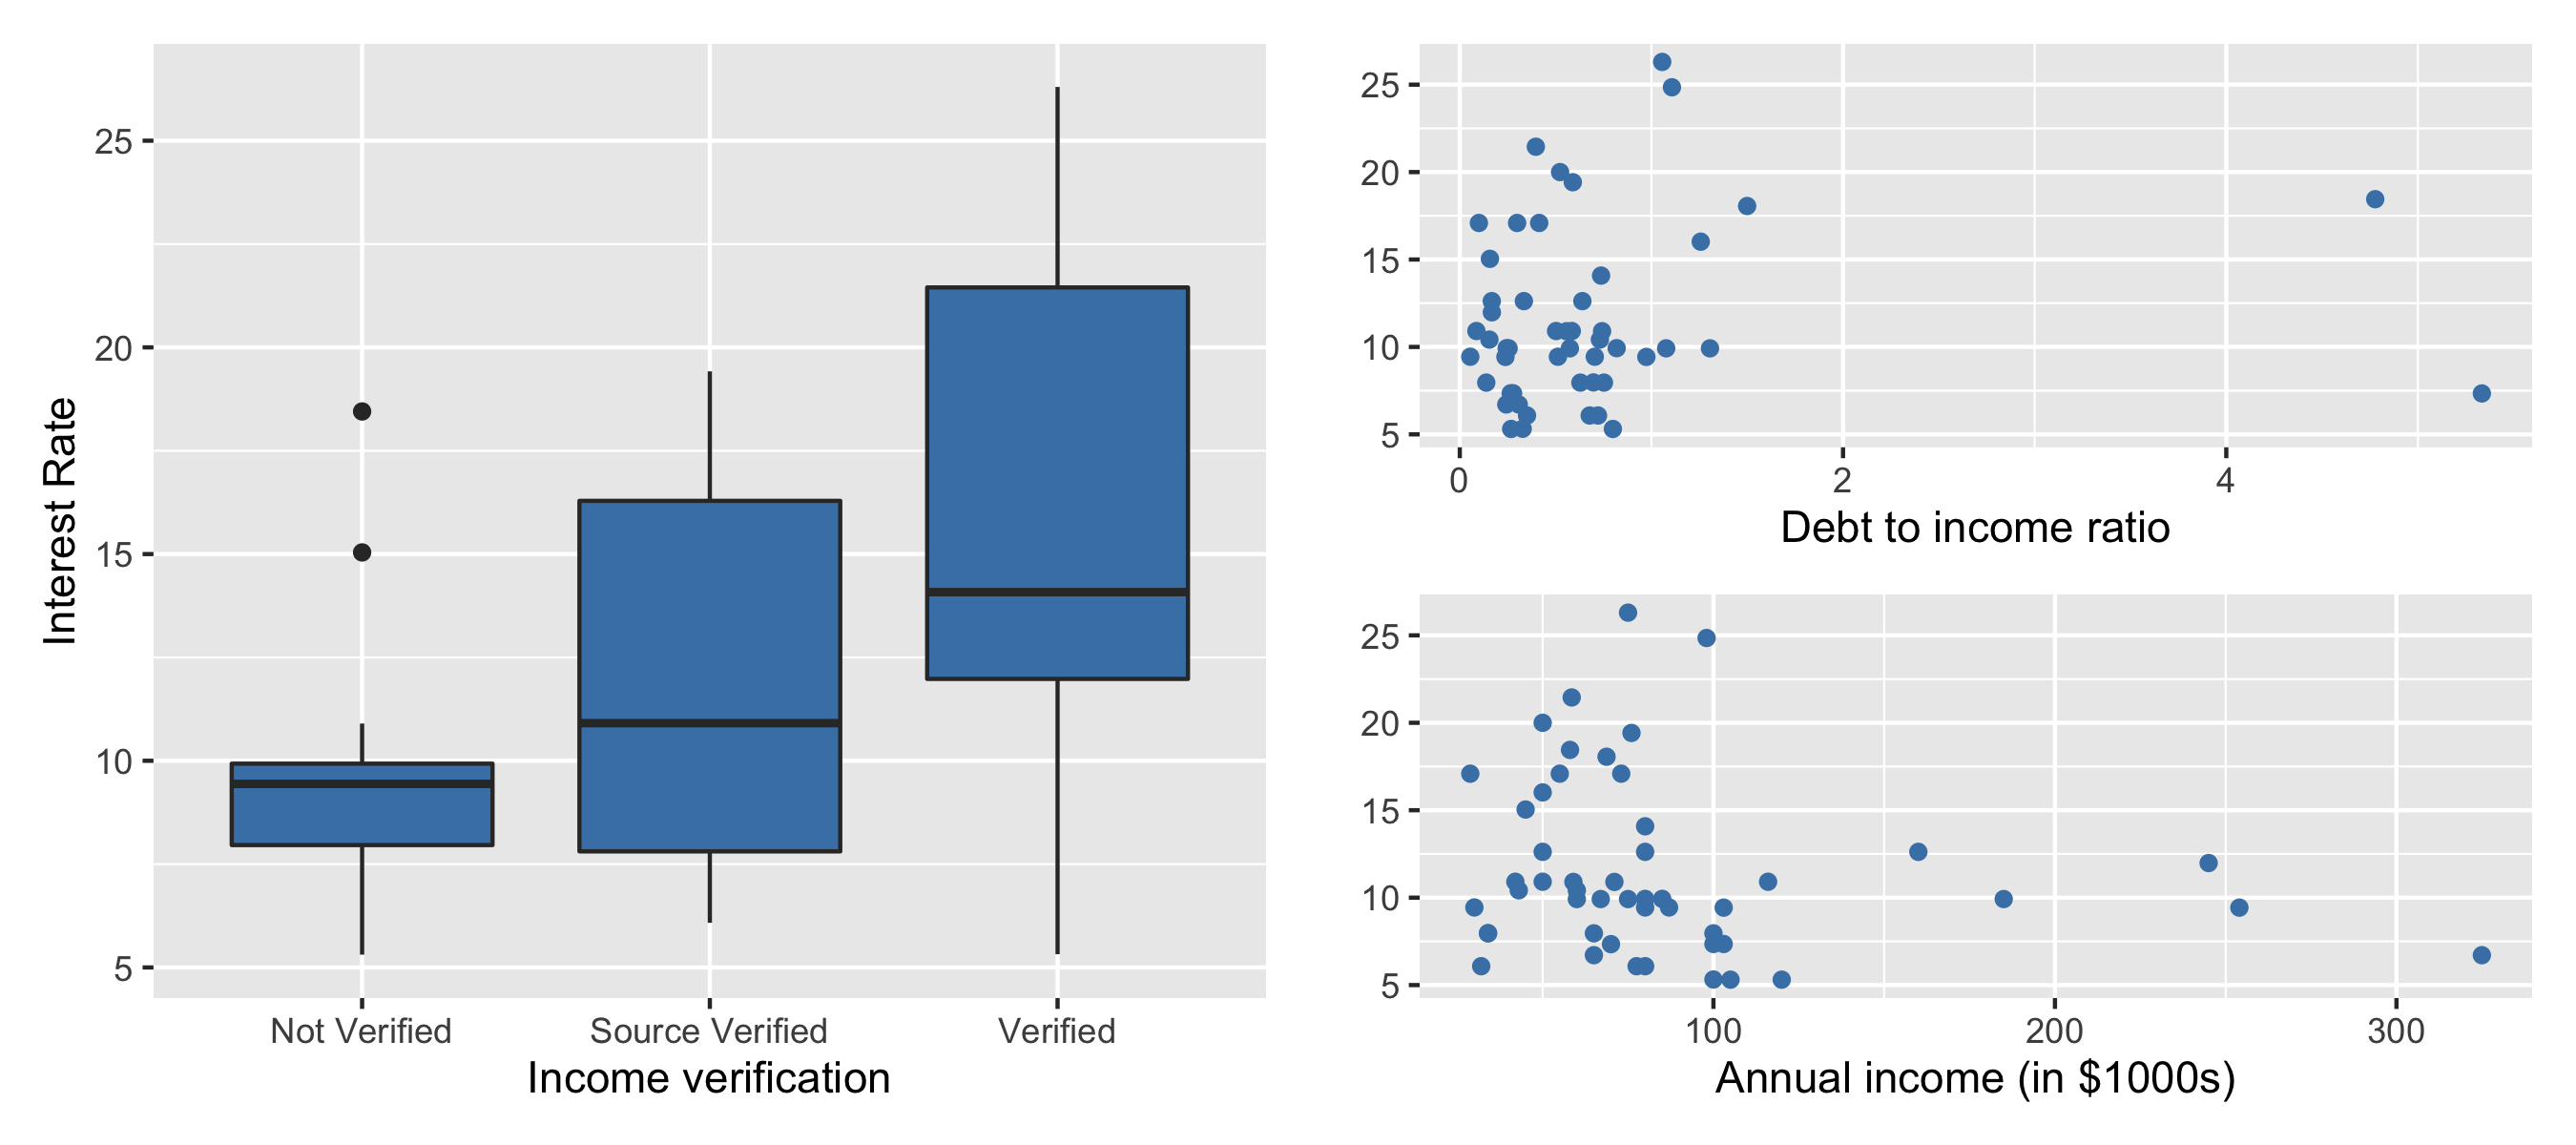 Interest Rate
25
20
15
10
5
Not Verified Source Verified Verified
Income verification
25
20
15
10
5
0 2 4
Debt to income ratio
25
20
15
10
5
100 200 300
Annual income (in $1000s)